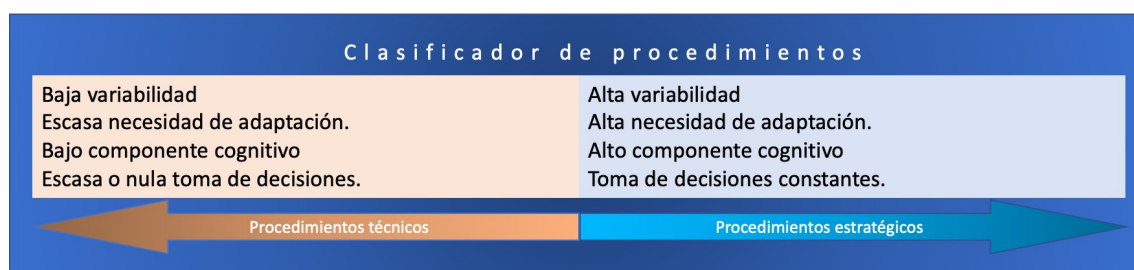 Clasificador de procedimientos
Baja variabilidad
Escasa necesidad de adaptación.
Bajo componente cognitivo
Escasa o nula toma de decisiones.
Alta variabilidad
Alta necesidad de adaptación.
Alto componente cognitivo
Toma de decisiones constantes.
Procedimientos técnicos
Procedimientos estratégicos